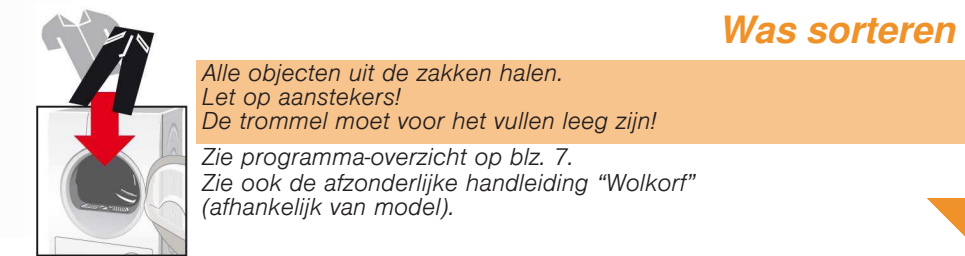 Was sorteren
Alle objecten uit de zakken halen.
Let op aanstekers!
De trommel moet voor het vullen leeg zijn!
Zie programma-overzicht op blz. 7.
Zie ook de afzonderlijke handleiding “Wolkorf”
(afhankelijk van model).